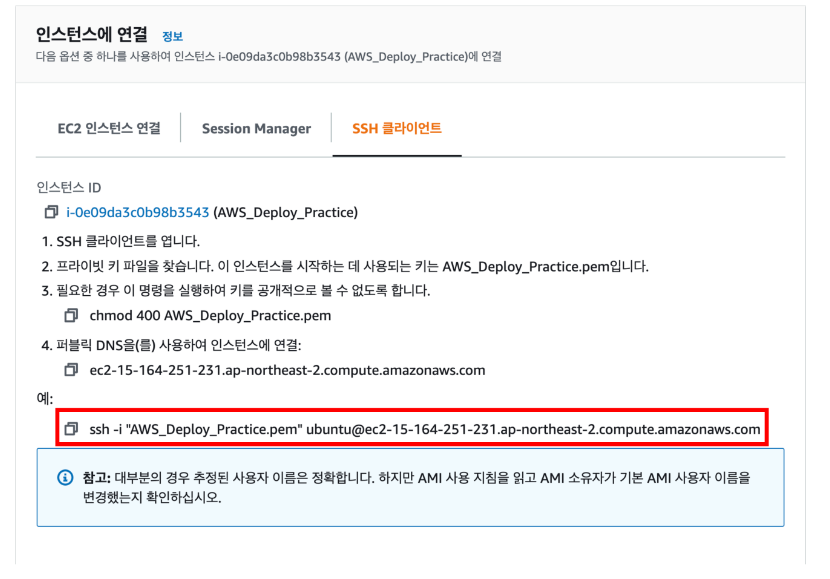 인스턴스에 연결 정보
다음 옵션 중 하나를 사용하여 인스턴스 i-0e09da3c0b98b3543 (AWS_Deploy_Practice)에 연결
EC2 인스턴스 연결 Session Manager SSH 클라이언트
인스턴스 ID
i-0e09da3c0b98b3543 (AWS_Deploy_Practice)
1. SSH 클라이언트를 엽니다.
2. 프라이빗 키 파일을 찾습니다. 이 인스턴스를 시작하는 데 사용되는 키는 AWS_Deploy_Practice.pem입니다.
3. 필요한 경우 이 명령을 실행하여 키를 공개적으로 볼 수 없도록 합니다.
chmod 400 AWS_Deploy_Practice.pem
4. 퍼블릭 DNS을(를) 사용하여 인스턴스에 연결:
ec2-15-164-251-231.ap-northeast-2.compute.amazonaws.com
예:
ssh -i "AWS_Deploy_Practice.pem" ubuntu@ec2-15-164-251-231.ap-northeast-2.compute.amazonaws.com
참고: 대부분의 경우 추정된 사용자 이름은 정확합니다. 하지만 AMI 사용 지침을 읽고 AMI 소유자가 기본 AMI 사용자 이름을
변경했는지 확인하십시오.